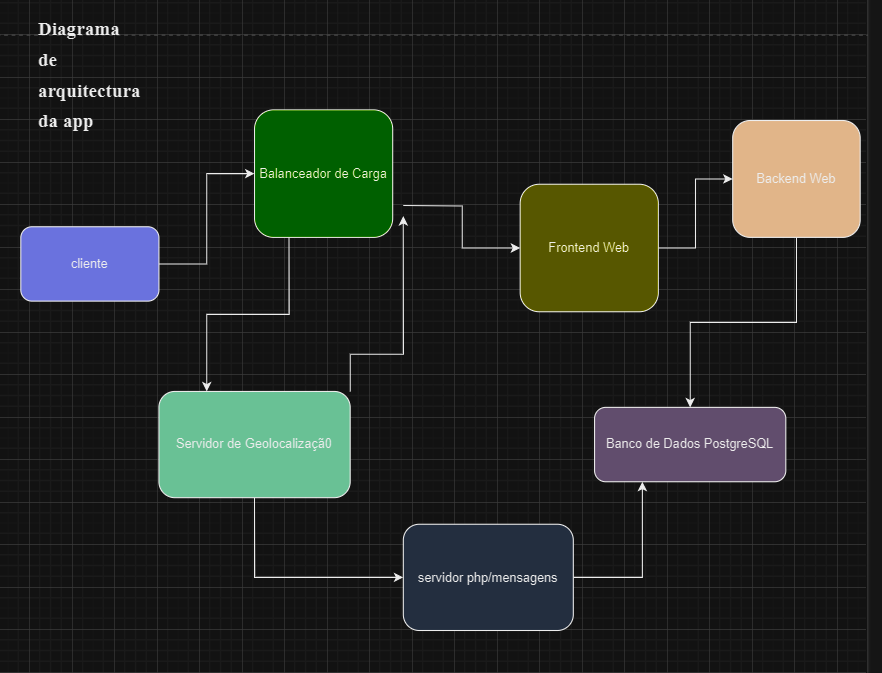 Diagrama
de
arquitectura
da app
Balanceador de Carga
Backend Web
cliente
Frontend Web
Servidor de Geolocalizaçã0
Banco de Dados PostgreSQL
servidor php/mensagens